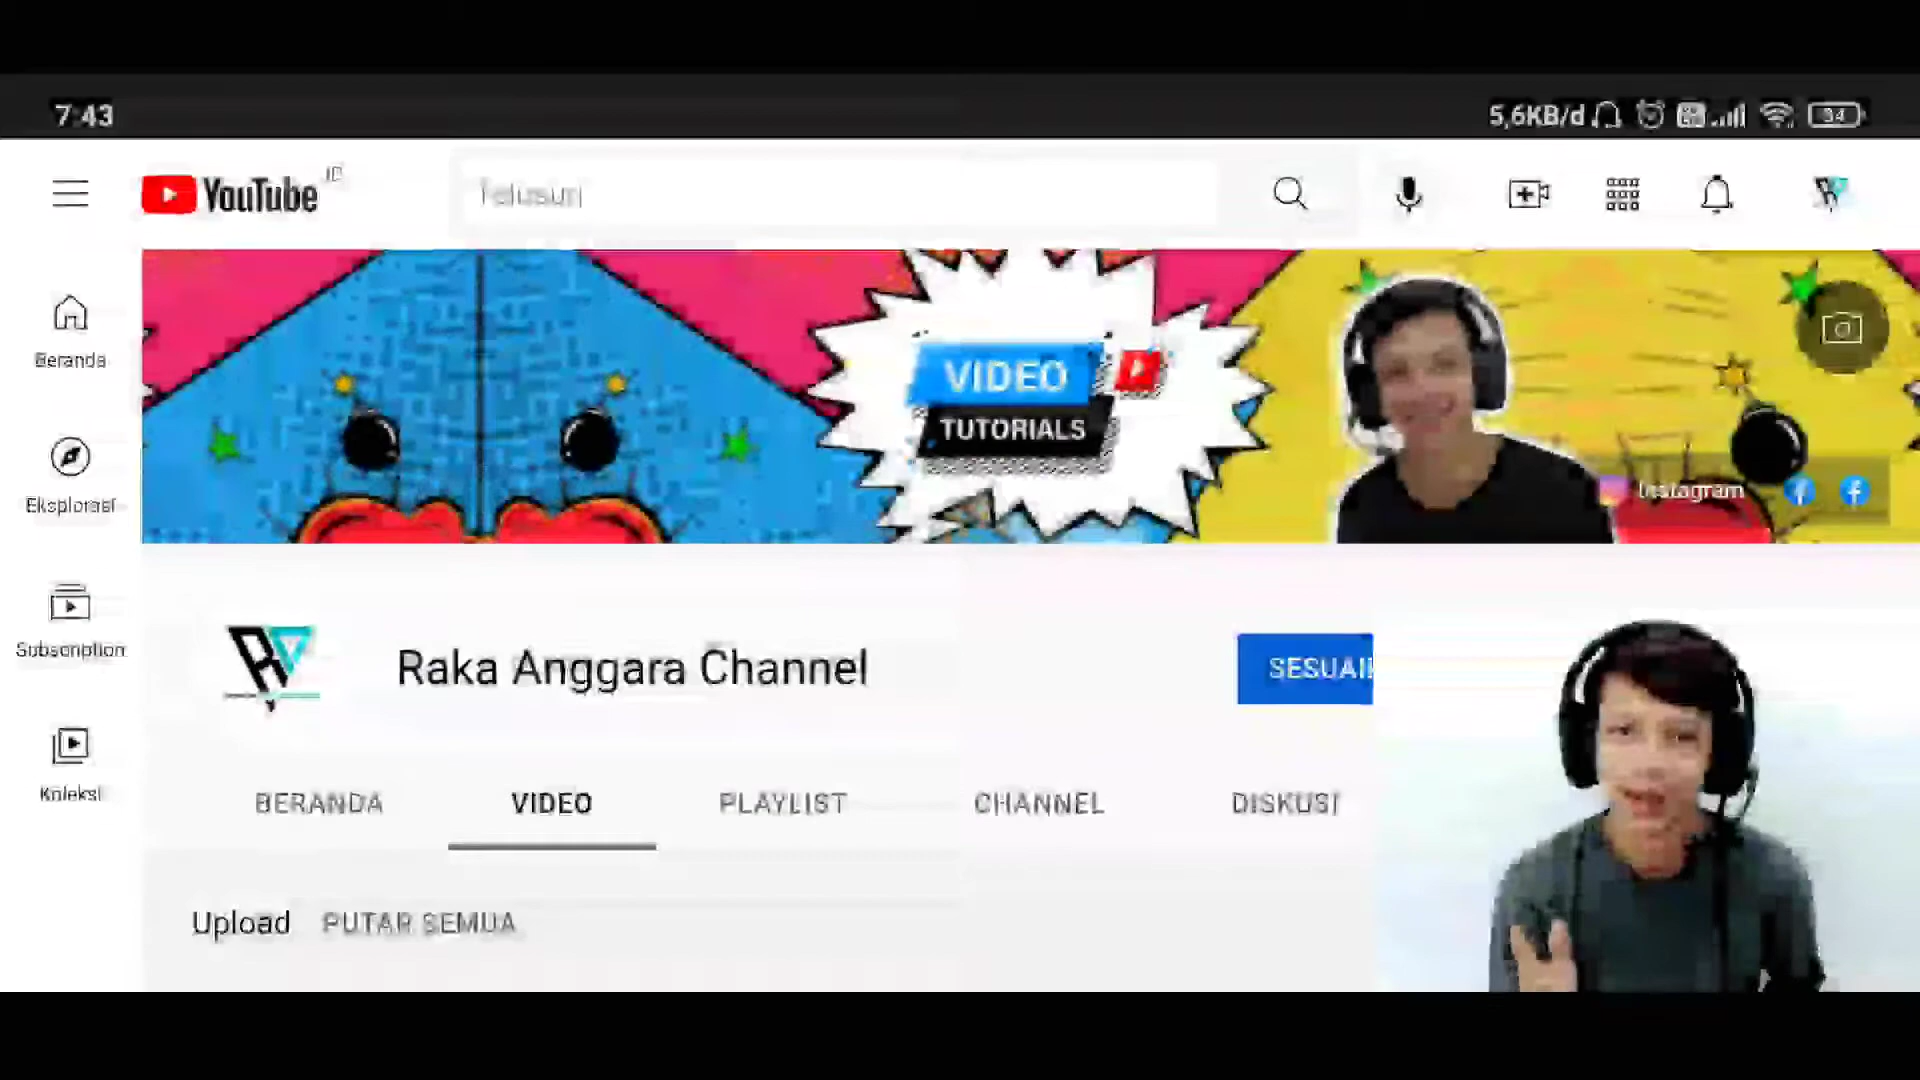 7:43
5,6KB/d
34
YouTube ID
Telusuri
Beranda
VIDEO
TUTORIALS
Eksplorasi
Instagram
Subscription
Raka Anggara Channel
SESUAI
Koleksi
BERANDA
VIDEO
PLAYLIST
CHANNEL
DISKUSI
Upload
PUTAR SEMUA